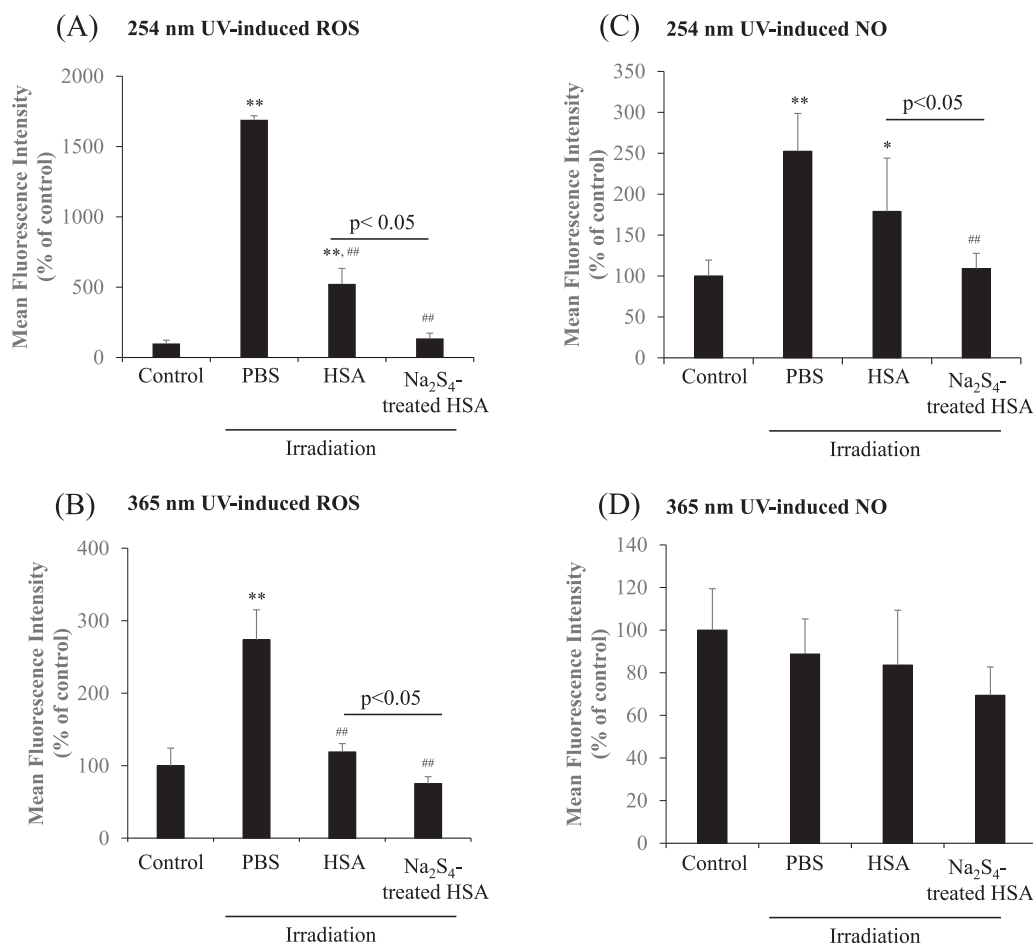 (A) 254 nm UV-induced ROS
Mean Fluorescence Intensity
(% of control)
2000
1500
1000
500
0
**
**, ##
p< 0.05
##
Control
PBS
HSA
Na₂S₄-
treated HSA
Irradiation
(C) 254 nm UV-induced NO
Mean Fluorescence Intensity
(% of control)
350
300
250
200
150
100
50
0
**
*
p<0.05
##
Control
PBS
HSA
Na₂S₄-
treated HSA
Irradiation
(B) 365 nm UV-induced ROS
Mean Fluorescence Intensity
(% of control)
400
300
200
100
0
**
##
p<0.05
##
Control
PBS
HSA
Na₂S₄-
treated HSA
Irradiation
(D) 365 nm UV-induced NO
Mean Fluorescence Intensity
(% of control)
140
120
100
80
60
40
20
0
Control
PBS
HSA
Na₂S₄-
treated HSA
Irradiation